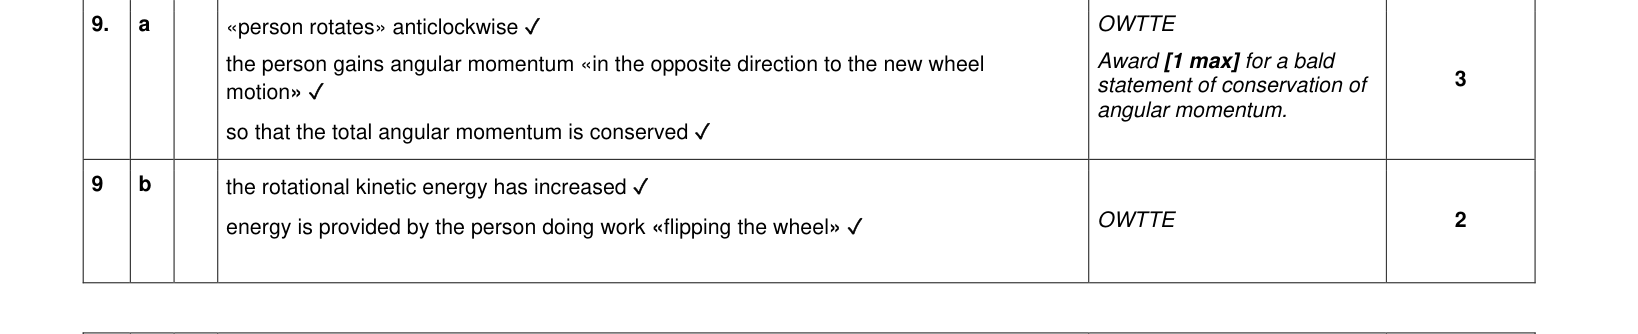 9. a «person rotates» anticlockwise ✓ OWTTE
the person gains angular momentum «in the opposite direction to the new wheel
motion» ✓
so that the total angular momentum is conserved ✓
Award [1 max] for a bald
statement of conservation of
angular momentum.
3
9 b the rotational kinetic energy has increased ✓
energy is provided by the person doing work «flipping the wheel» ✓
OWTTE
2